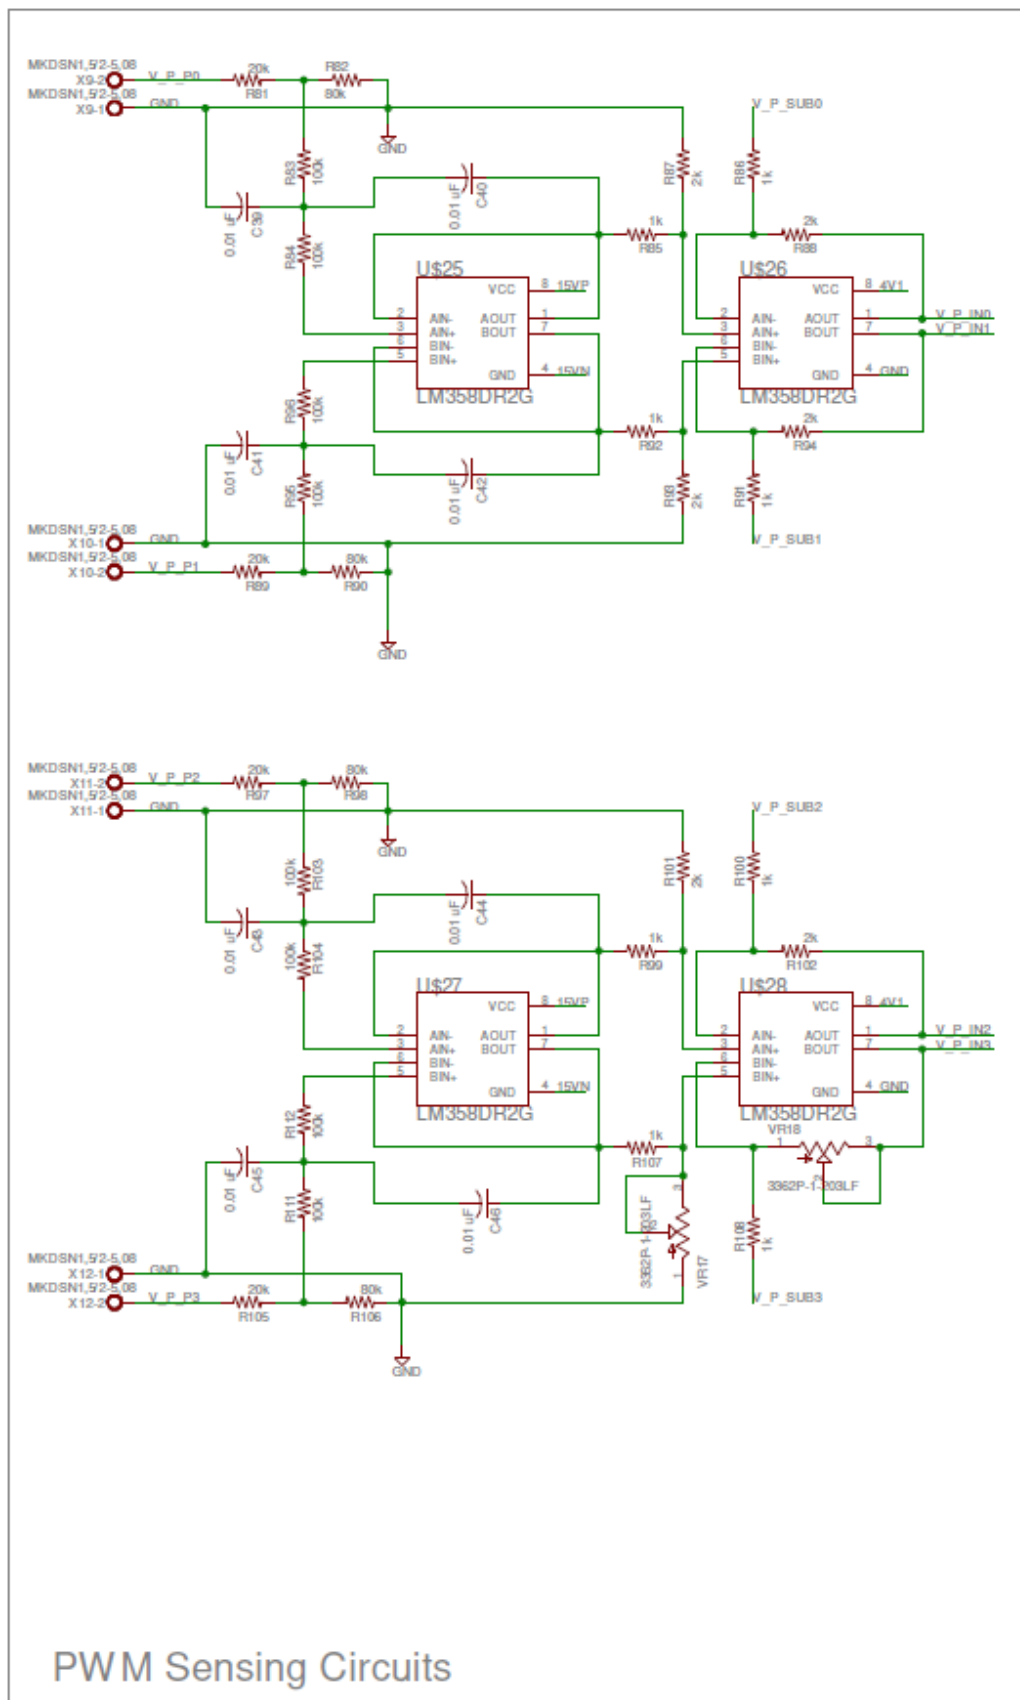 MKDSN1,5/2-5,08
X9-2
V_P_P0
20k
R81
R82
80k
MKDSN1,5/2-5,08
X9-1
GND
GND
V_P_SUB0
R83
100k
0.01 uF
C39
0.01 uF
C40
R84
100k
R87
2k
R86
1k
1k
R85
2k
R88
U$25
VCC
8
15VP
2
AIN-
AOUT
1
3
AIN+
BOUT
7
6
BIN-
5
BIN+
GND
4
15VN
LM358DR2G
U$26
VCC
8
4V1
2
AIN-
AOUT
1
V_P_IN0
3
AIN+
BOUT
7
V_P_IN1
6
BIN-
5
BIN+
GND
4
GND
LM358DR2G
R96
100k
0.01 uF
C41
0.01 uF
C42
R95
100k
1k
R92
2k
R94
R93
2k
R91
1k
MKDSN1,5/2-5,08
X10-1
GND
V_P_SUB1
MKDSN1,5/2-5,08
X10-2
V_P_P1
20k
R89
80k
R90
GND
MKDSN1,5/2-5,08
X11-2
V_P_P2
20k
R97
80k
R98
MKDSN1,5/2-5,08
X11-1
GND
GND
V_P_SUB2
100k
R103
0.01 uF
C43
0.01 uF
C44
100k
R104
R101
2k
R100
1k
1k
R99
2k
R102
U$27
VCC
8
15VP
2
AIN-
AOUT
1
3
AIN+
BOUT
7
6
BIN-
5
BIN+
GND
4
15VN
LM358DR2G
U$28
VCC
8
4V1
2
AIN-
AOUT
1
V_P_IN2
3
AIN+
BOUT
7
V_P_IN3
6
BIN-
5
BIN+
GND
4
GND
LM358DR2G
R112
100k
0.01 uF
C45
0.01 uF
C46
R111
100k
1k
R107
VR18
1
3
2
3362P-1-203LF
3
2
1
3362P-1-203LF
VR17
R108
1k
MKDSN1,5/2-5,08
X12-1
GND
MKDSN1,5/2-5,08
X12-2
V_P_P3
20k
R105
80k
R106
V_P_SUB3
GND
PWM Sensing Circuits